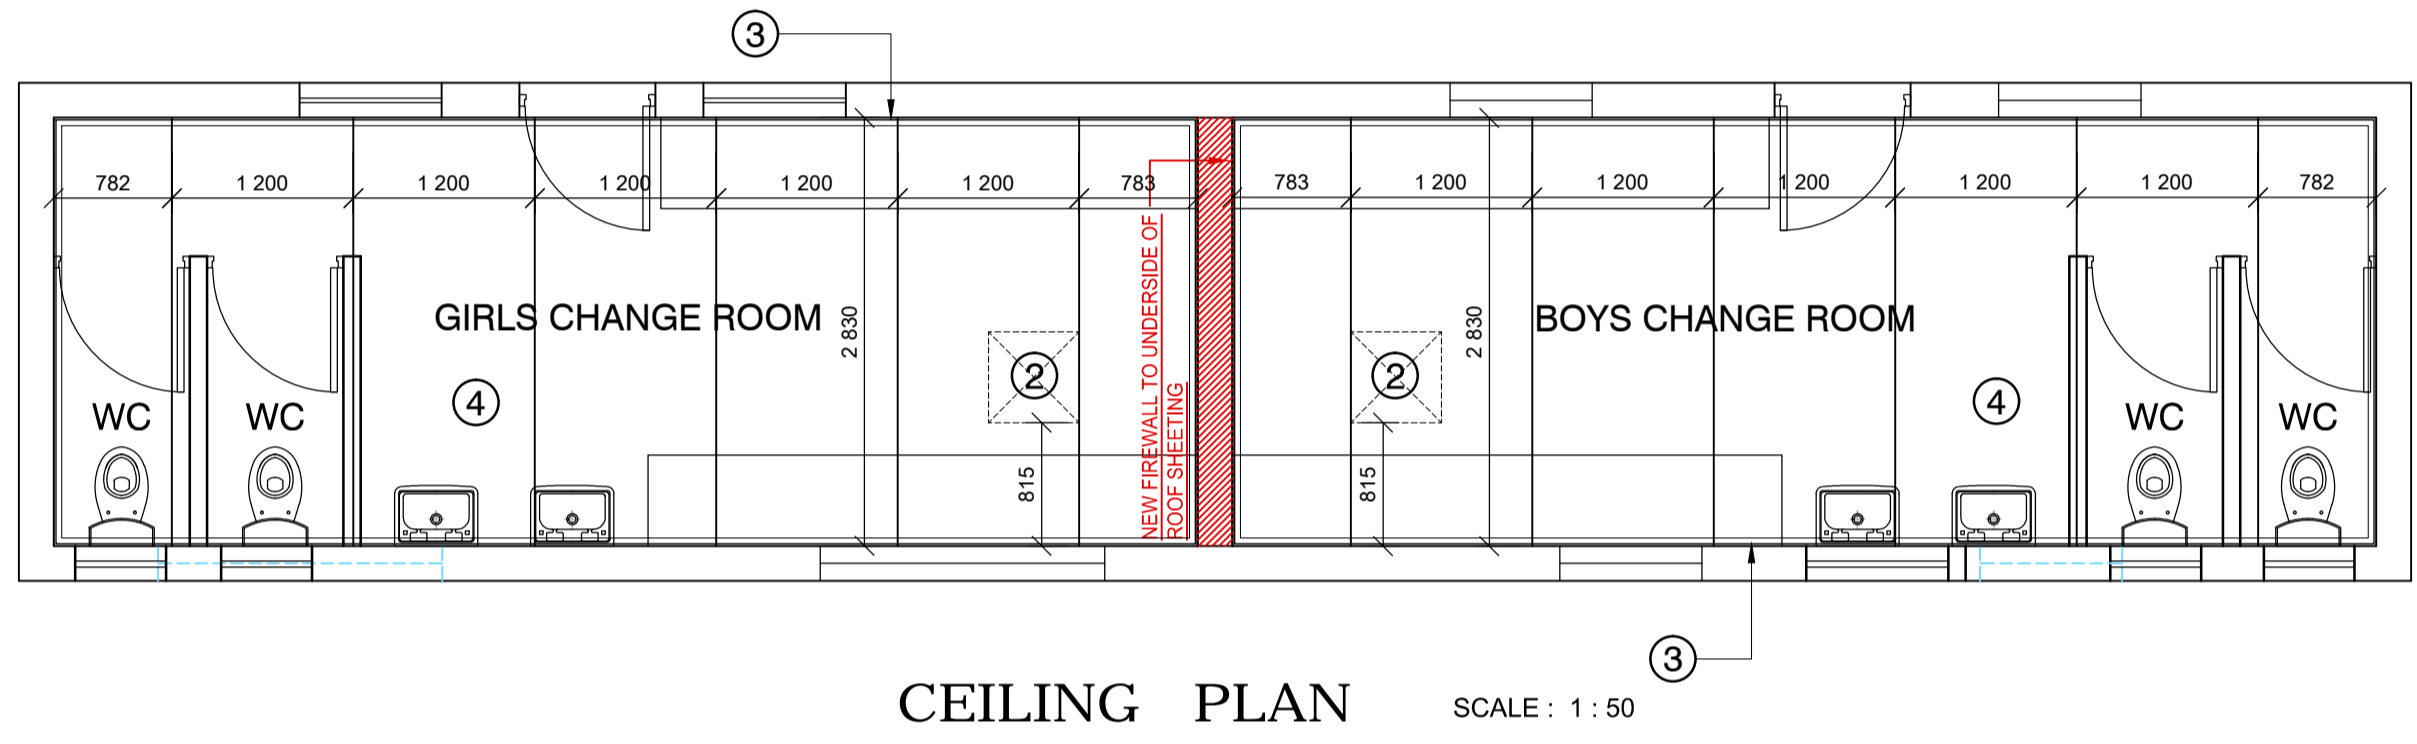 3
782
1 200
1 200
1 200
1 200
1 200
783
783
1 200
1 200
1 200
1 200
1 200
782
GIRLS CHANGE ROOM
2 830
NEW FIREWALL TO UNDERSIDE OF
ROOF SHEETING
2 830
BOYS CHANGE ROOM
2
2
4
4
WC
WC
WC
WC
815
815
3
CEILING PLAN
SCALE : 1 : 50